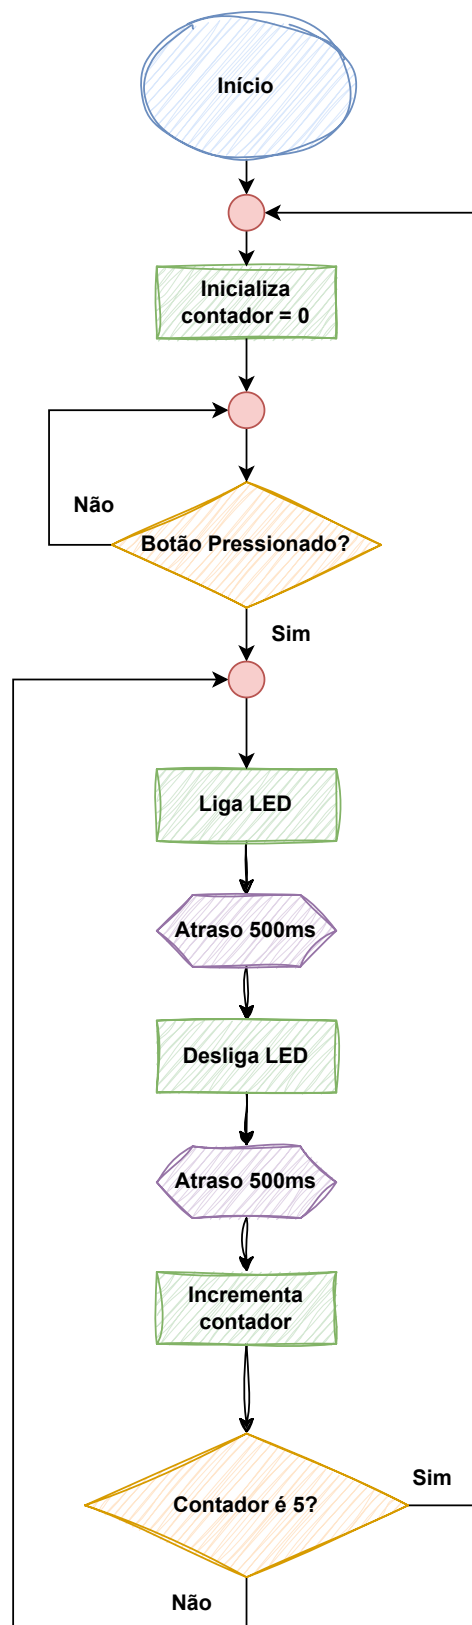 Início
Inicializa
contador = 0
Não
Botão Pressionado?
Sim
Liga LED
Atraso 500ms
Desliga LED
Atraso 500ms
Incrementa
contador
Contador é 5?
Sim
Não